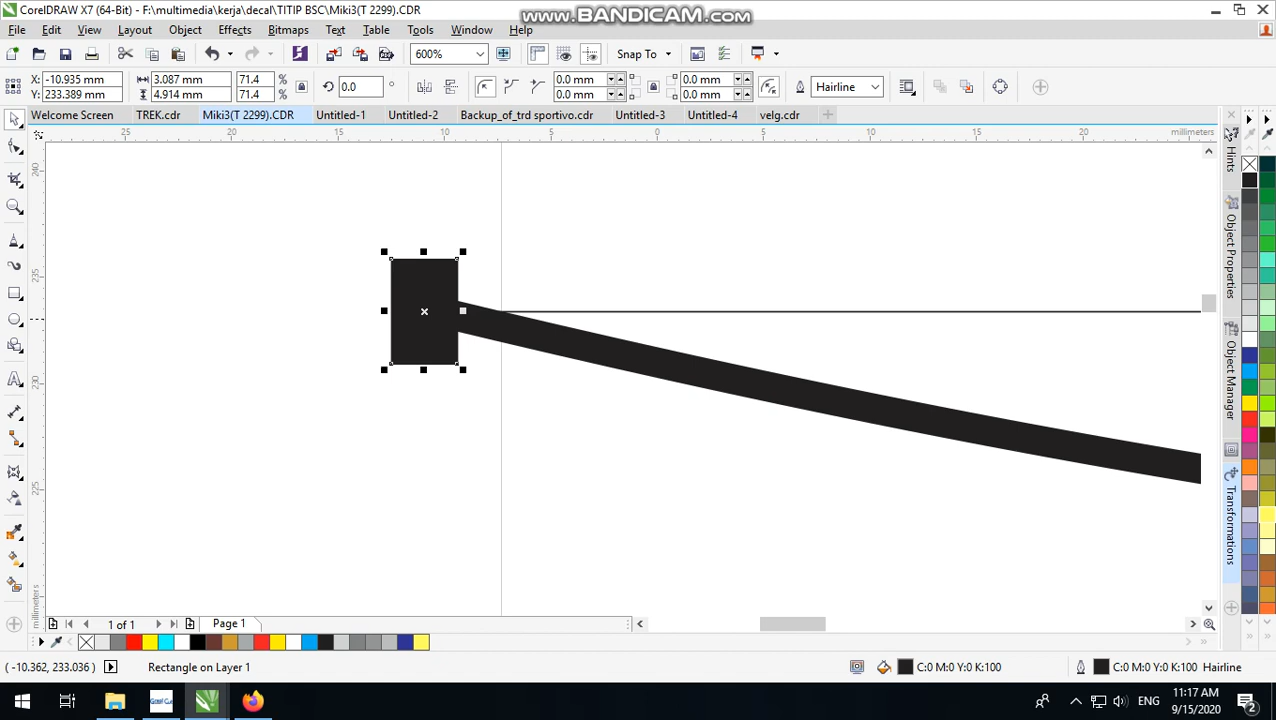 CorelDRAW X7 (64-Bit) - F:\multimedia\kerja\decal\TITIP BSC\Miki3(T 2299).CDR
www.BANDICAM.com
File Edit View Layout Object Effects Bitmaps Text Table Tools Window Help
600% Snap To
X: -10.935 mm 3.087 mm 71.4 % 0.0 ° 0.0 mm 0.0 mm Hairline
Y: 233.389 mm 4.914 mm 71.4 % 0.0 mm 0.0 mm
Welcome Screen TREK.cdr Miki3(T 2299).CDR Untitled-1 Untitled-2 Backup_of_trd sportivo.cdr Untitled-3 Untitled-4 velg.cdr
25 20 15 10 5 0 5 10 15 20 millimeters
240
235
230
225
millimeters
Hints
Object Properties
Object Manager
Transformations
1 of 1 Page 1
( -10.362, 233.036 ) Rectangle on Layer 1 C:0 M:0 Y:0 K:100 C:0 M:0 Y:0 K:100 Hairline
ENG 11:17 AM
9/15/2020 2